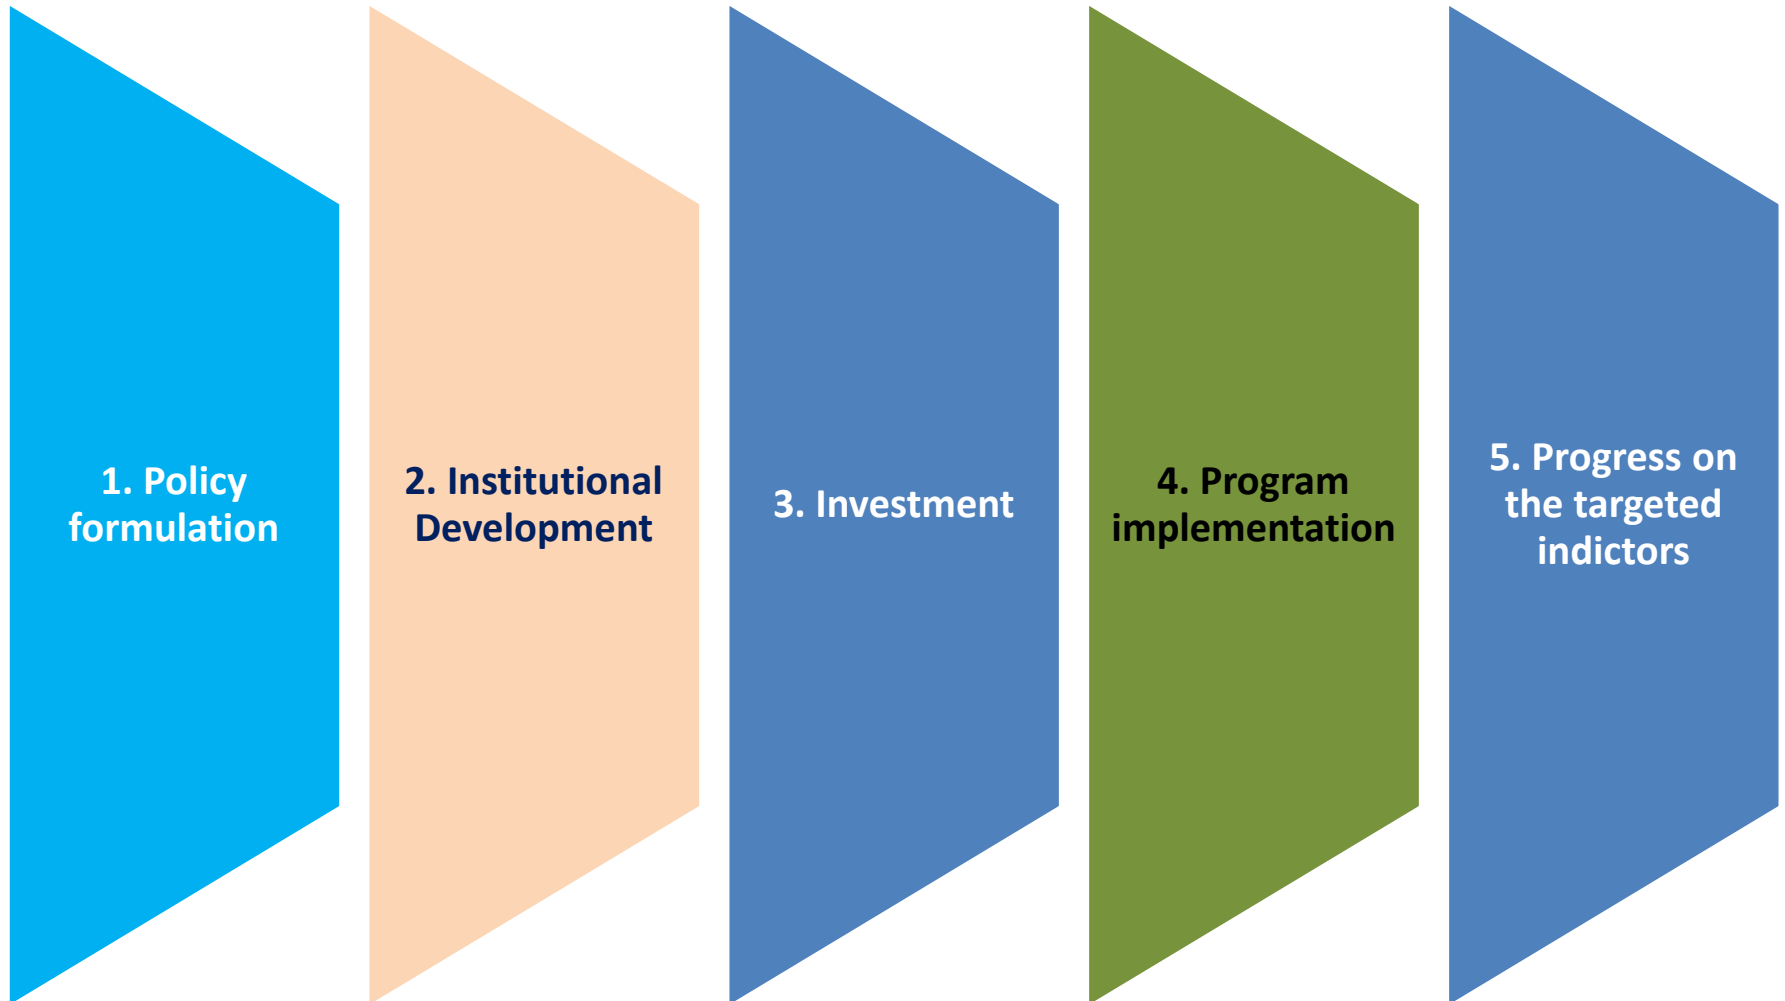 1. Policy
formulation
2. Institutional
Development
3. Investment
4. Program
implementation
5. Progress on
the targeted
indictors